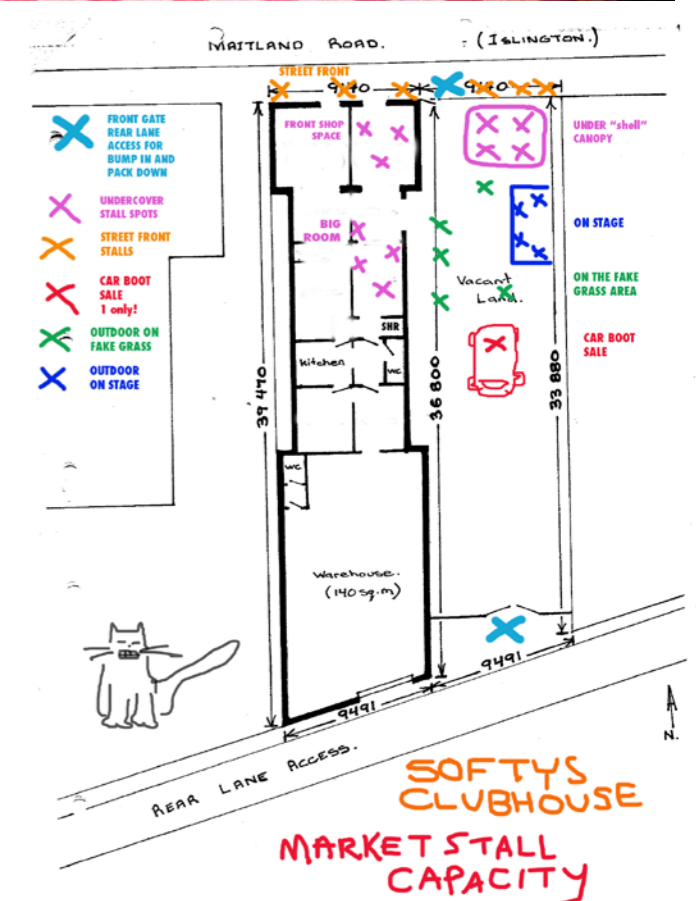 MAITLAND ROAD. (ISLINGTON.)
STREET FRONT
9470 9470
FRONT GATE
REAR LANE
ACCESS FOR
BUMP IN AND
PACK DOWN
UNDERCOVER
STALL SPOTS
STREET FRONT
STALLS
CAR BOOT
SALE
1 only!
OUTDOOR ON
FAKE GRASS
OUTDOOR
ON STAGE
FRONT SHOP
SPACE
BIG
ROOM
SHR
Kitchen
WC
WC
Warehouse.
(140 sq.m)
39 470
36 800
33 880
Vacant
Land.
UNDER "shell"
CANOPY
ON STAGE
ON THE FAKE
GRASS AREA
CAR BOOT
SALE
9491
9491
REAR LANE ACCESS.
N.
SOFTYS
CLUBHOUSE
MARKET STALL
CAPACITY